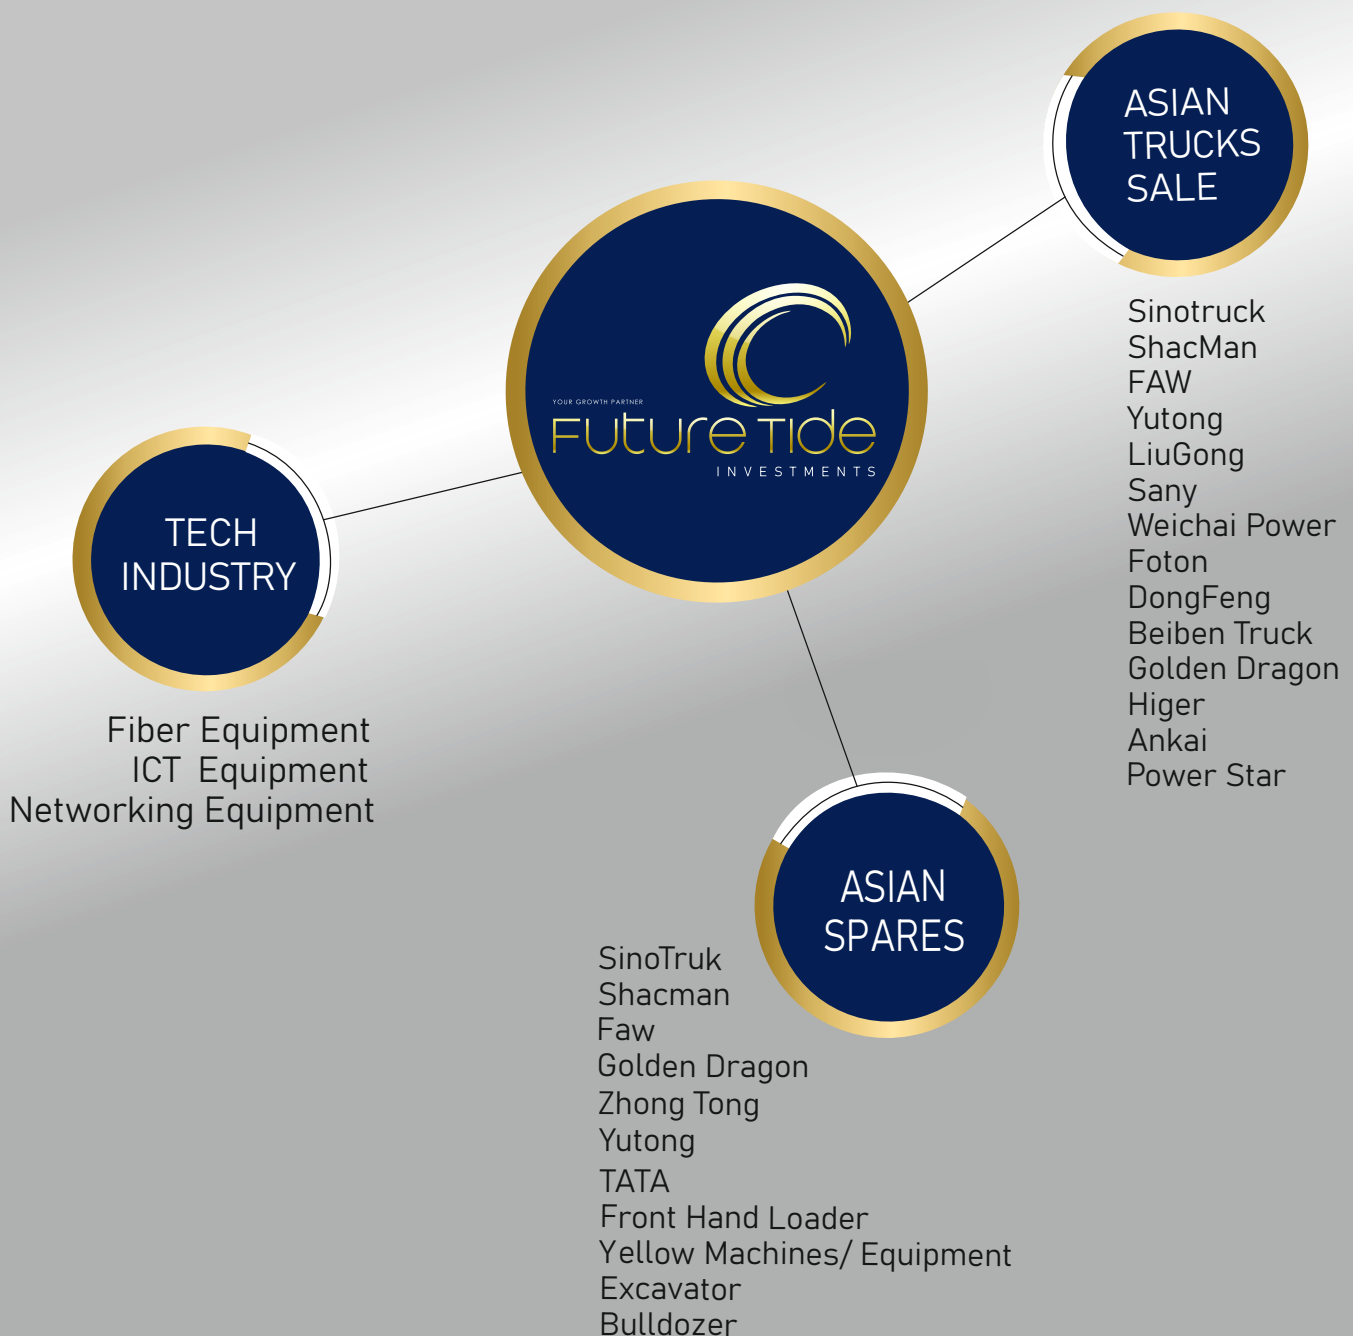 ASIAN
TRUCKS
SALE
Sinotruck
ShacMan
FAW
Yutong
LiuGong
Sany
Weichai Power
Foton
DongFeng
Beiben Truck
Golden Dragon
Higer
Ankai
Power Star
YOUR GROWTH PARTNER
Future Tide
INVESTMENTS
TECH
INDUSTRY
Fiber Equipment
ICT Equipment
Networking Equipment
ASIAN
SPARES
SinoTruk
Shacman
Faw
Golden Dragon
Zhong Tong
Yutong
TATA
Front Hand Loader
Yellow Machines/ Equipment
Excavator
Bulldozer